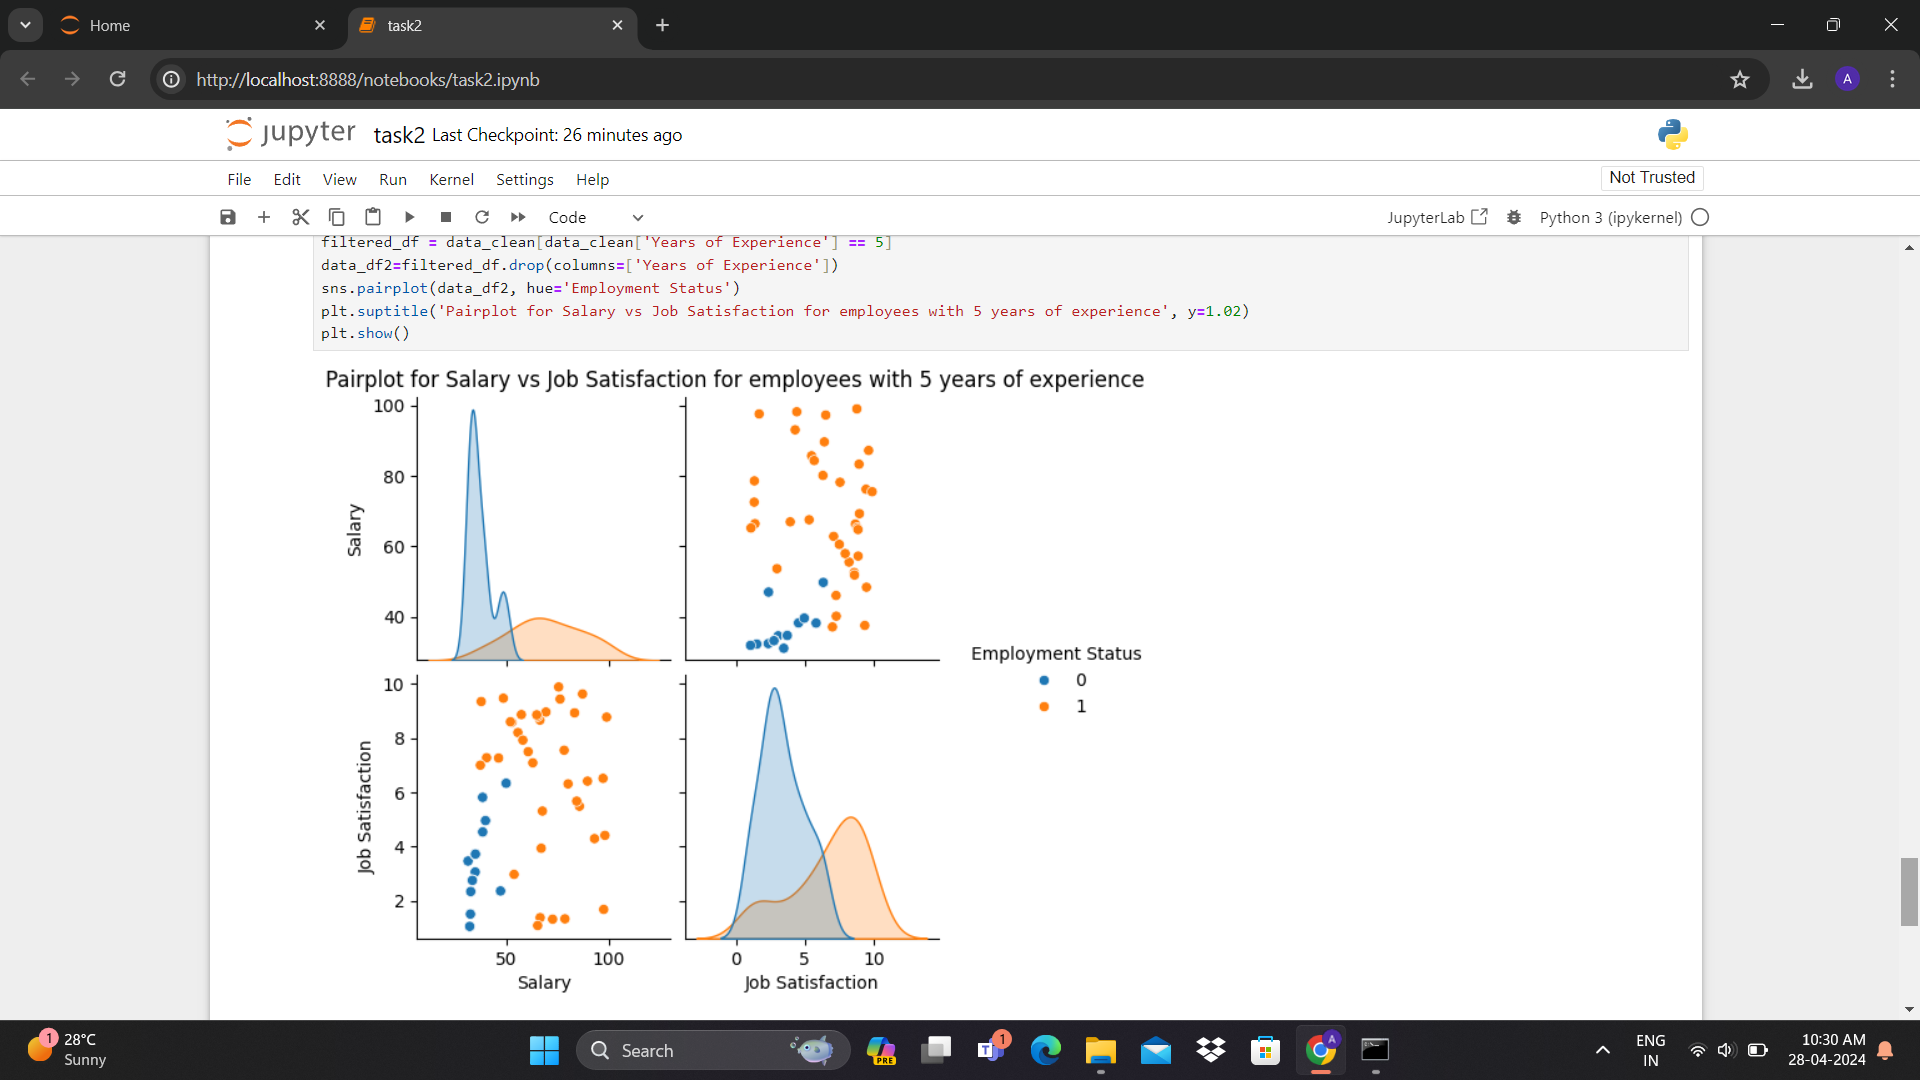 Home
task2
http://localhost:8888/notebooks/task2.ipynb
A
jupyter task2 Last Checkpoint: 26 minutes ago
File Edit View Run Kernel Settings Help
Not Trusted
Code
JupyterLab
Python 3 (ipykernel)
filtered_df = data_clean[data_clean['Years of Experience'] == 5]
data_df2=filtered_df.drop(columns=['Years of Experience'])
sns.pairplot(data_df2, hue='Employment Status')
plt.suptitle('Pairplot for Salary vs Job Satisfaction for employees with 5 years of experience', y=1.02)
plt.show()
Pairplot for Salary vs Job Satisfaction for employees with 5 years of experience
100
80
60
40
Salary
10
8
6
4
2
Job Satisfaction
50 100
Salary
0 5 10
Job Satisfaction
Employment Status
0
1
1
28°C
Sunny
Search
PRE
T
1
A
ENG
IN
10:30 AM
28-04-2024